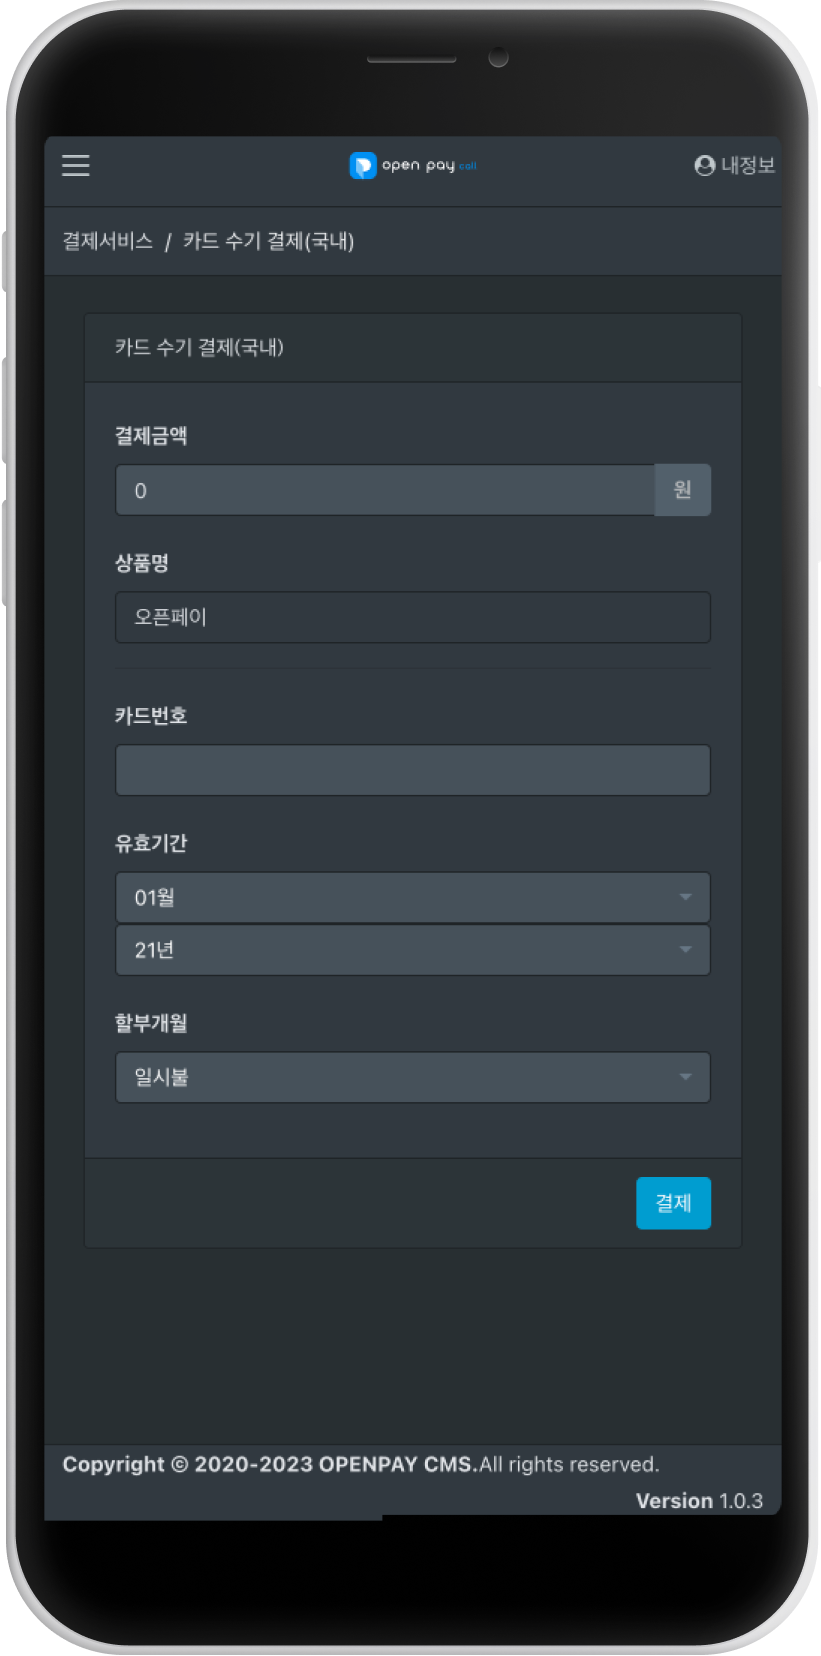 open pay call
내정보
결제서비스 / 카드 수기 결제(국내)
카드 수기 결제(국내)
결제금액
0 원
상품명
오픈페이
카드번호
유효기간
01월
21년
할부개월
일시불
결제
Copyright © 2020-2023 OPENPAY CMS.All rights reserved.
Version 1.0.3